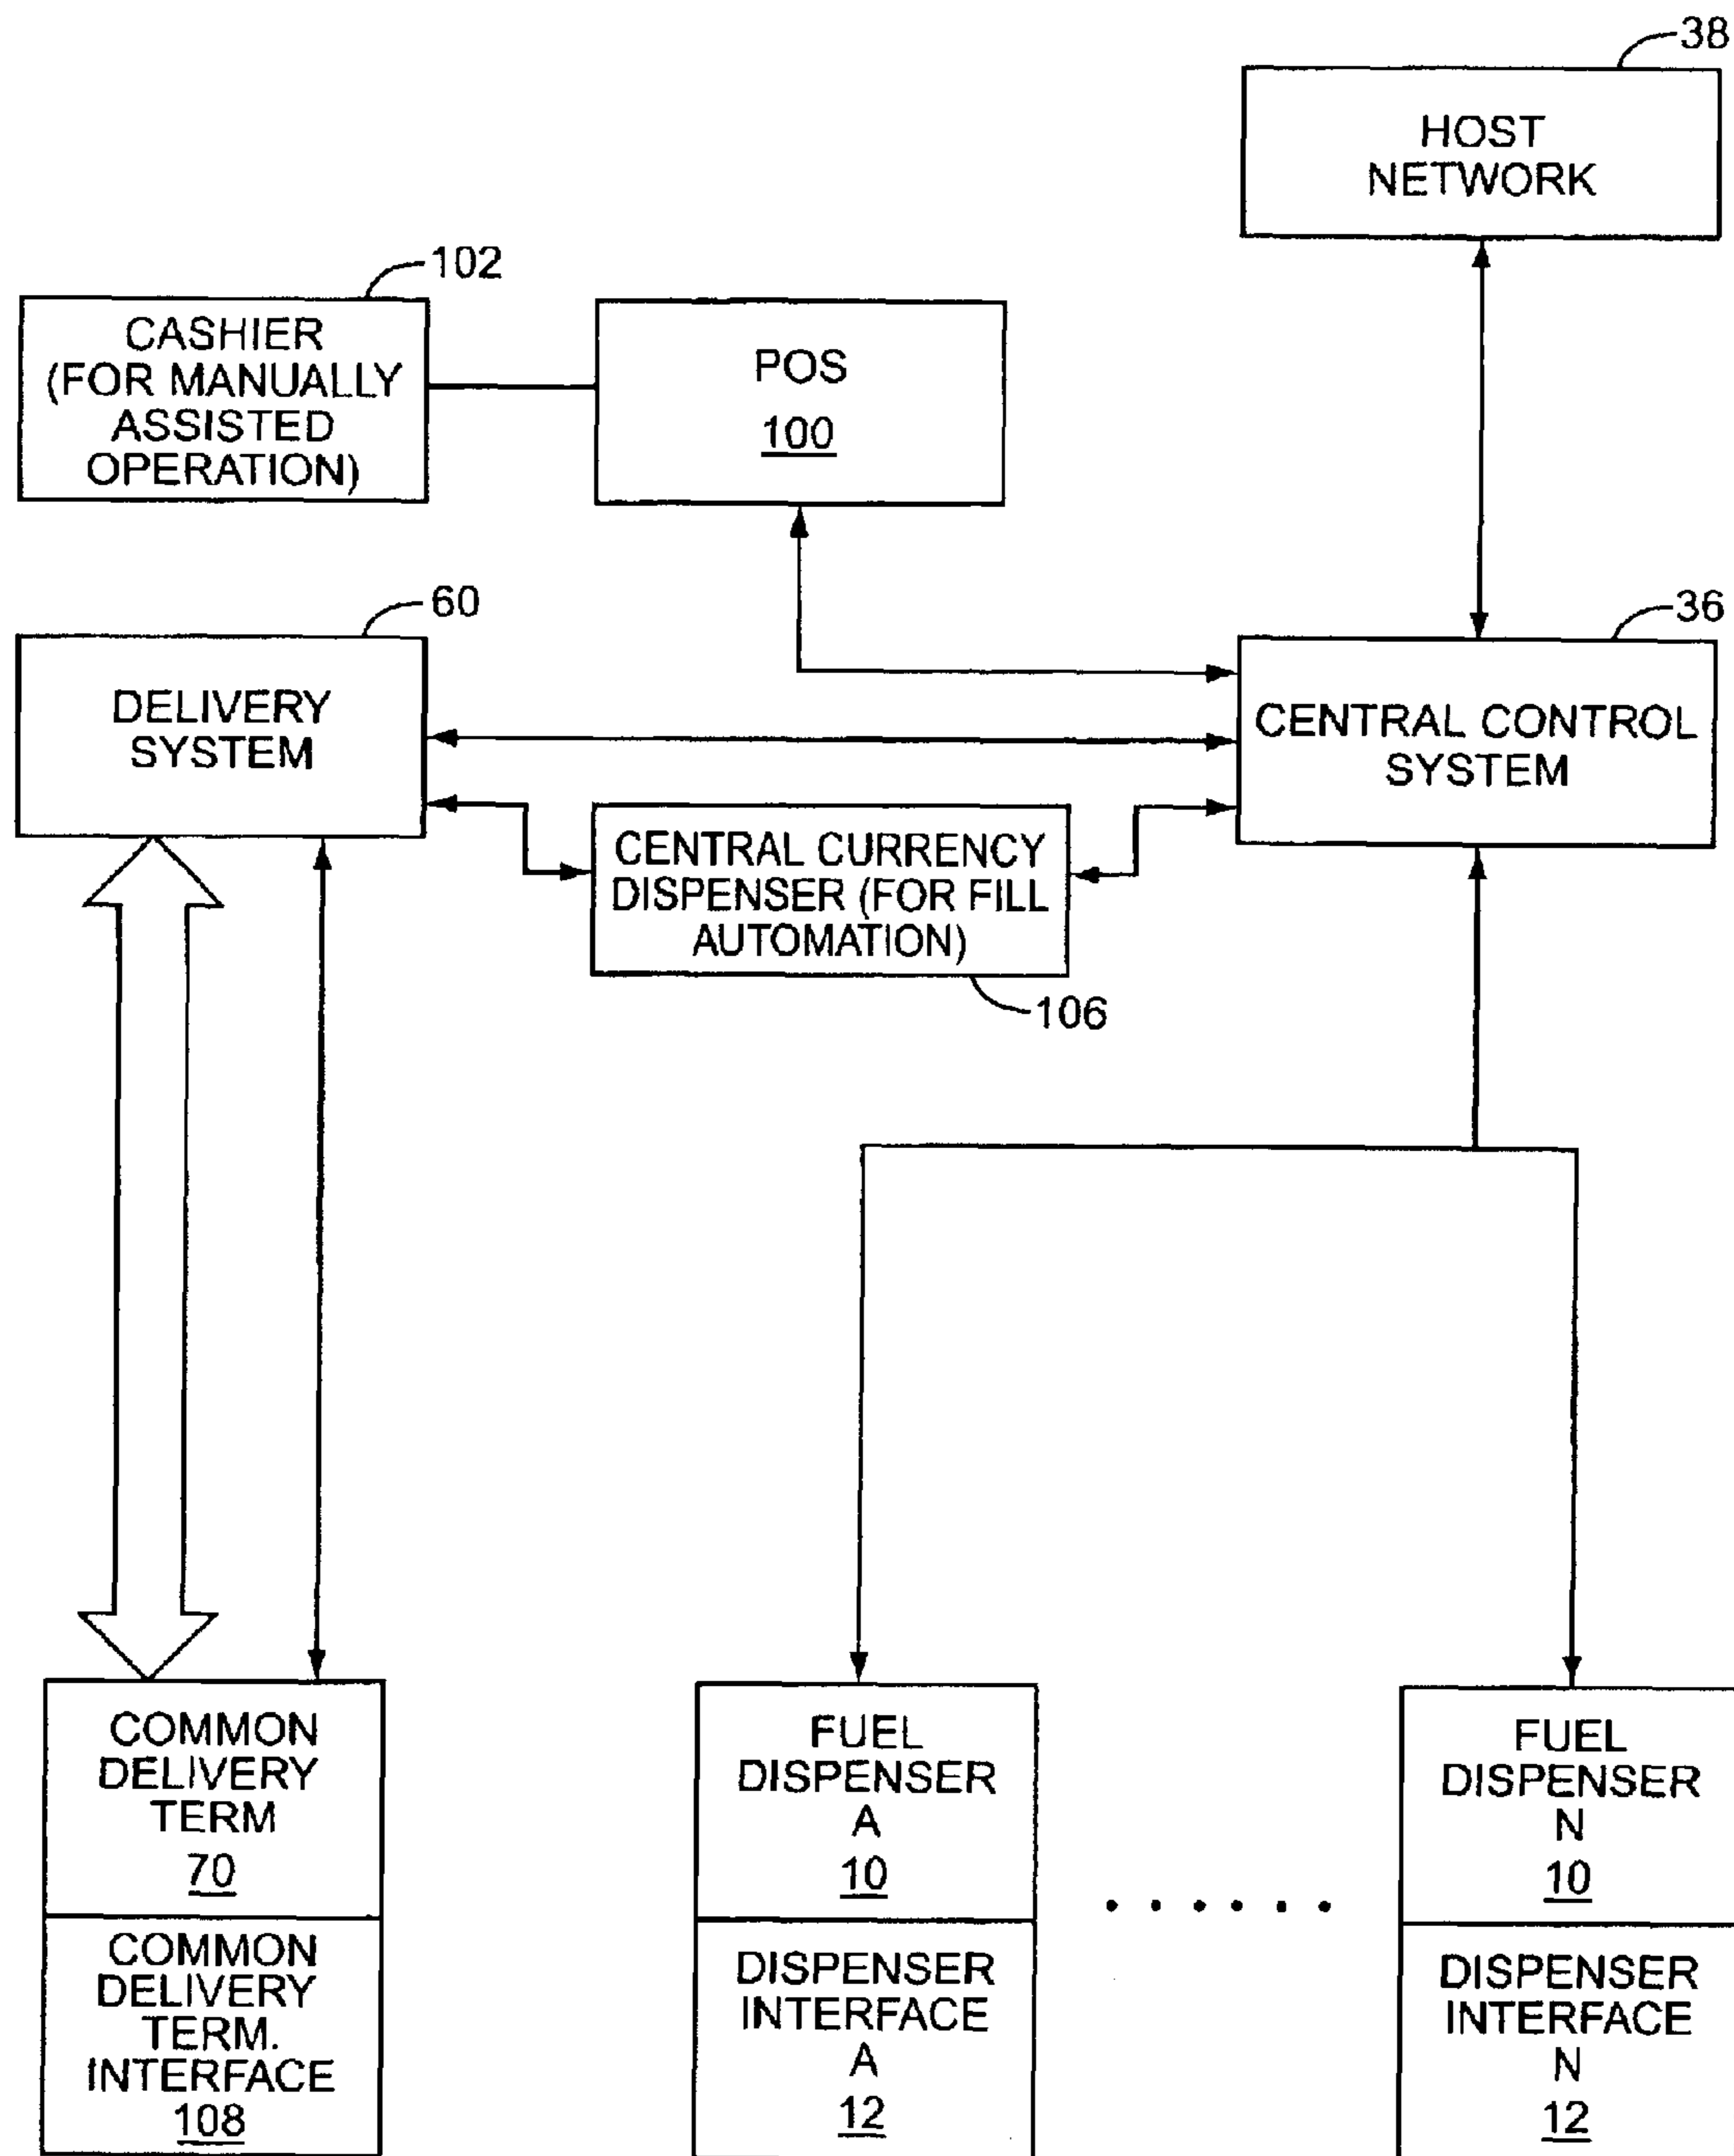 38
HOST
NETWORK
102
CASHIER
(FOR MANUALLY
ASSISTED
OPERATION)
POS
100
60
DELIVERY
SYSTEM
36
CENTRAL CONTROL
SYSTEM
CENTRAL CURRENCY
DISPENSER (FOR FILL
AUTOMATION)
106
COMMON
DELIVERY
TERM
70
COMMON
DELIVERY
TERM.
INTERFACE
108
FUEL
DISPENSER
A
10
DISPENSER
INTERFACE
A
12
FUEL
DISPENSER
N
10
DISPENSER
INTERFACE
N
12